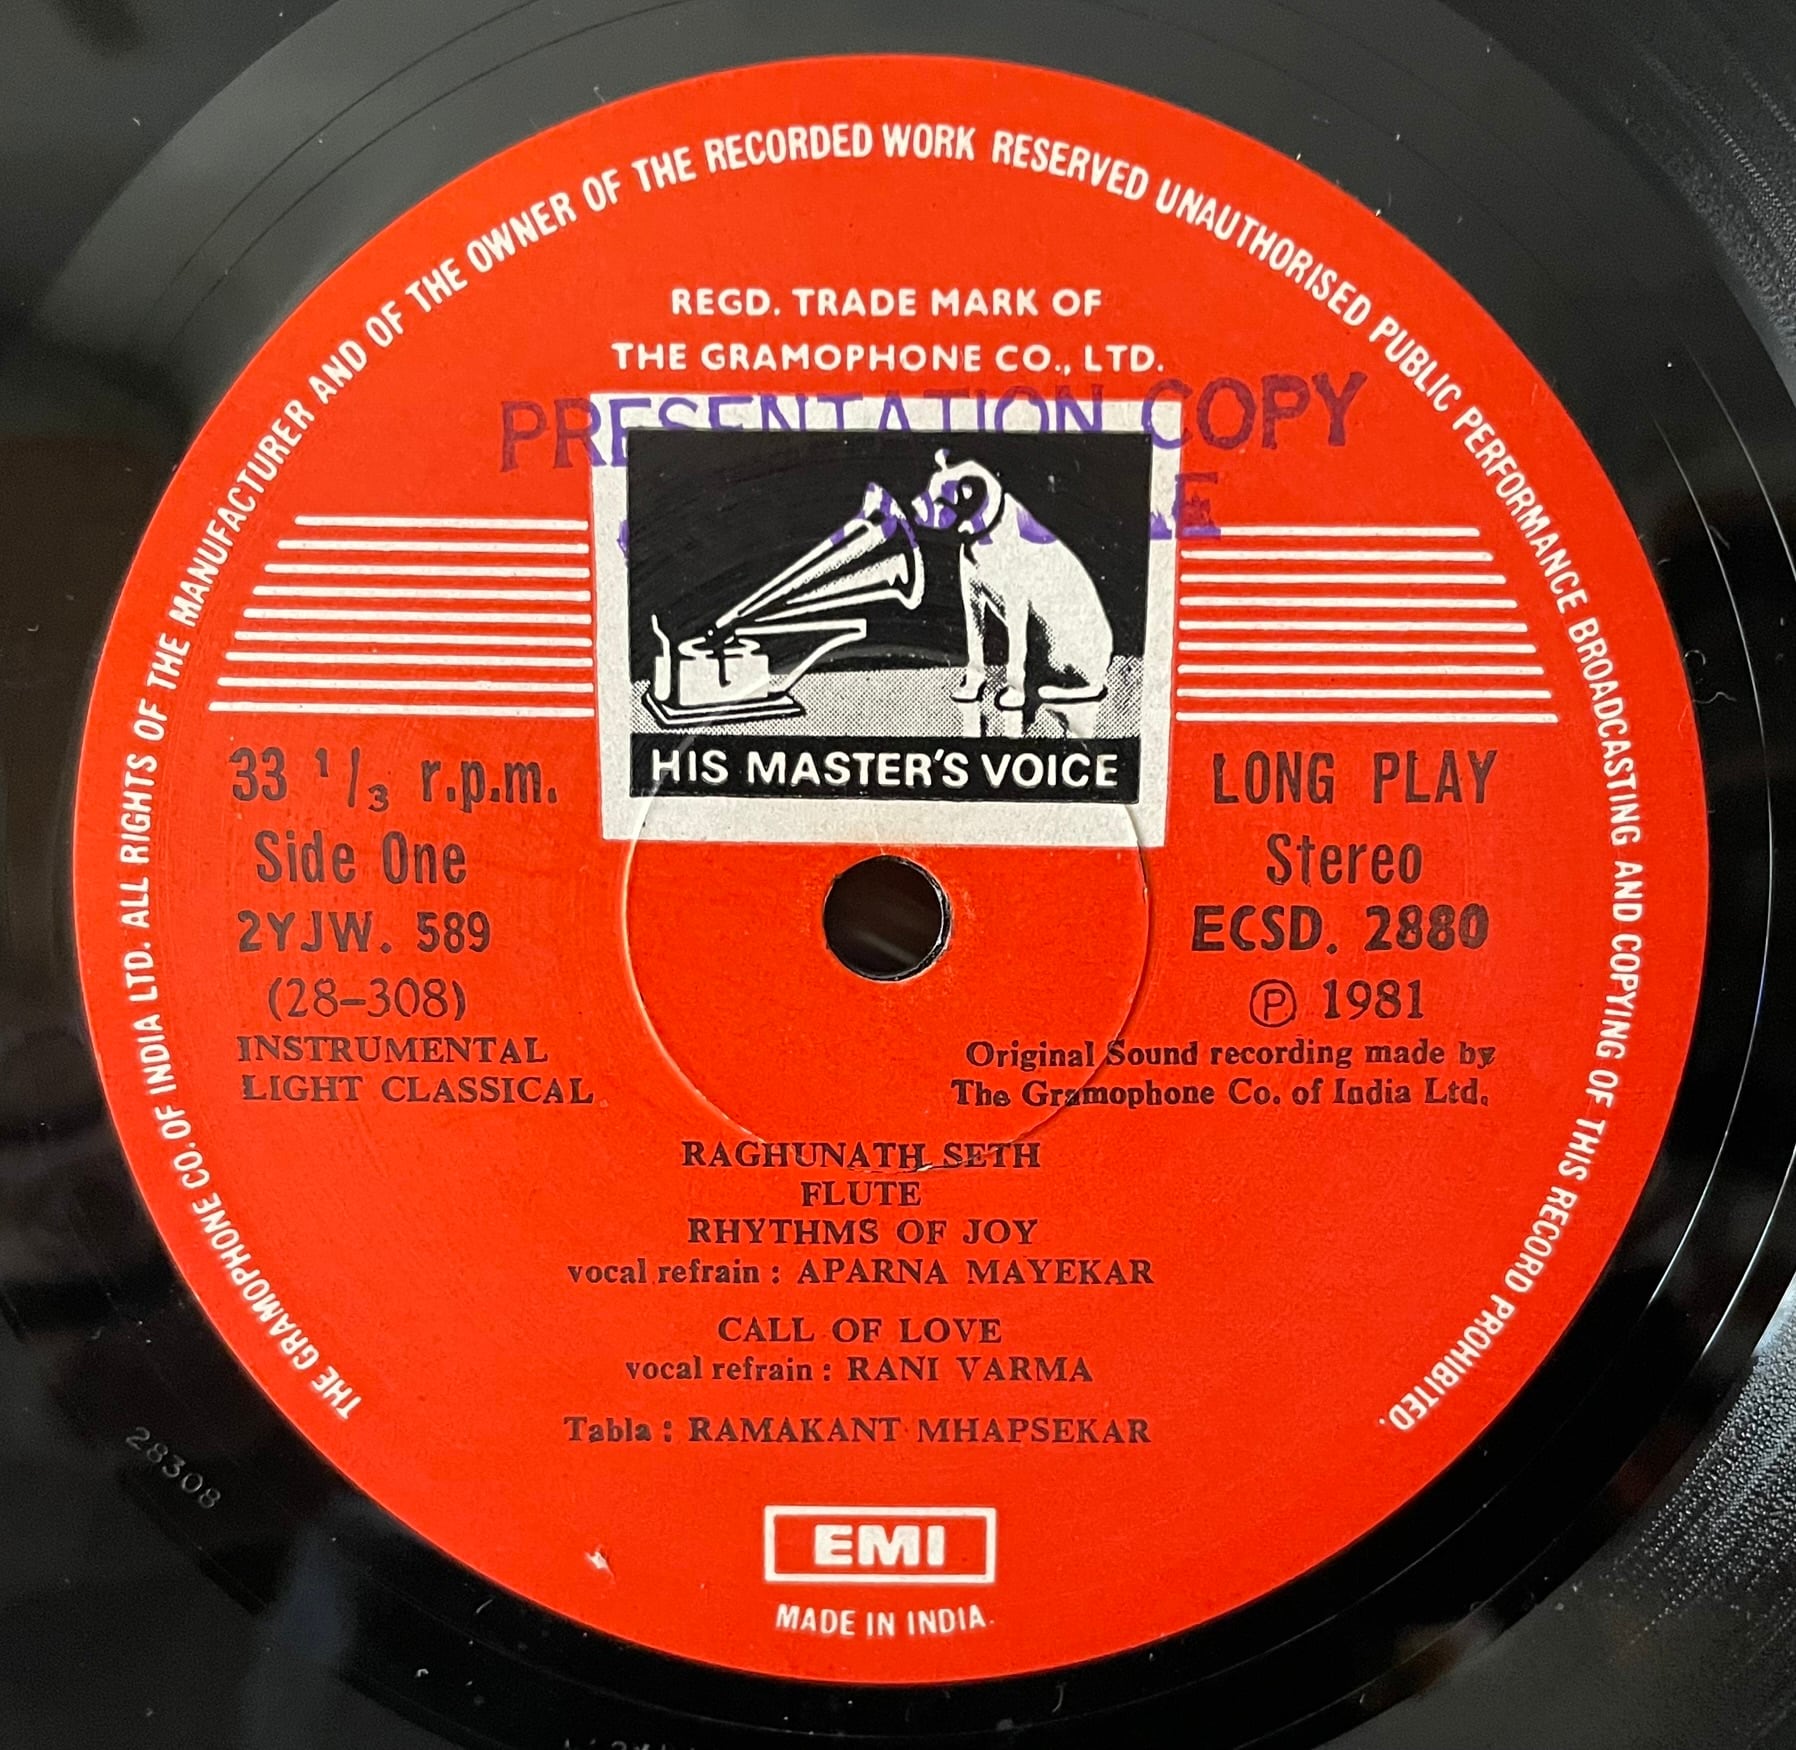 THE GRAMOPHONE CO. OF INDIA LTD. ALL RIGHTS OF THE MANUFACTURER AND OF THE OWNER OF THE RECORDED WORK RESERVED UNAUTHORISED PUBLIC PERFORMANCE BROADCASTING AND COPYING OF THIS RECORD PROHIBITED.
REGD. TRADE MARK OF
THE GRAMOPHONE CO., LTD.
PRESENTATION COPY
HIS MASTER'S VOICE
33 1/3 r.p.m.
Side One
2YJW. 589
(28-308)
INSTRUMENTAL
LIGHT CLASSICAL
LONG PLAY
Stereo
ECSD. 2880
Ⓟ 1981
Original Sound recording made by
The Gramophone Co. of India Ltd.
RAGHUNATH SETH
FLUTE
RHYTHMS OF JOY
vocal refrain : APARNA MAYEKAR
CALL OF LOVE
vocal refrain : RANI VARMA
Tabla : RAMAKANT MHAPSEKAR
EMI
MADE IN INDIA.
28308